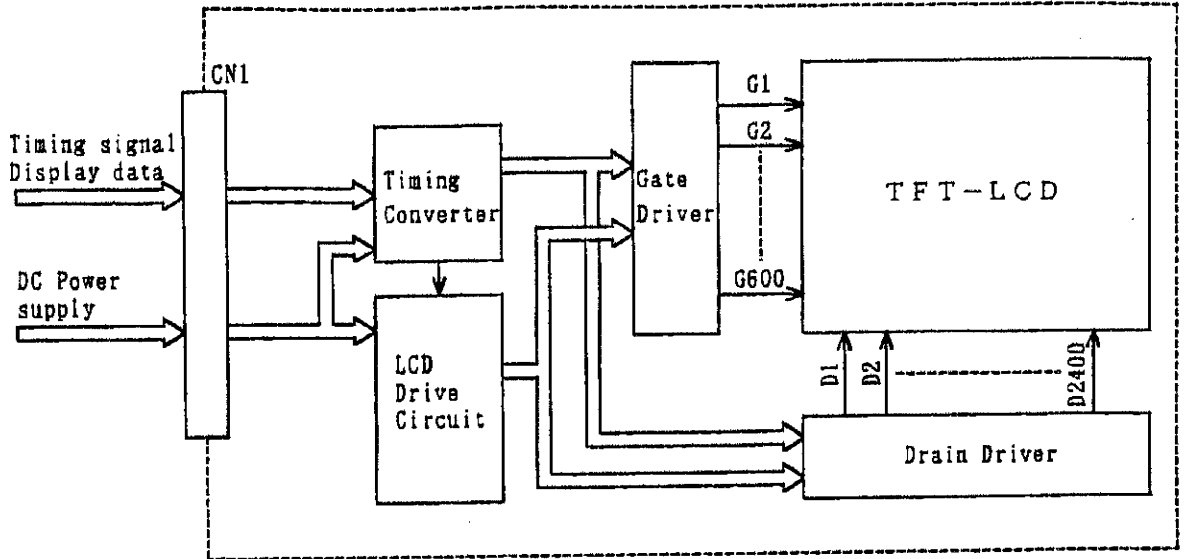 CN1
Timing signal
Display data
DC Power
supply
Timing
Converter
LCD
Drive
Circuit
Gate
Driver
G1
G2
G600
TFT-LCD
D1
D2
D2400
Drain Driver